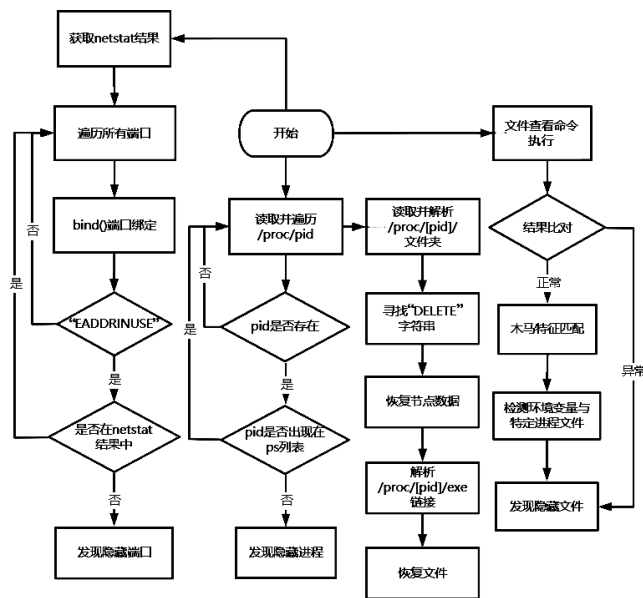 获取netstat结果
遍历所有端口
开始
文件查看命令
执行
bind()端口绑定
读取并遍历
/proc/pid
读取并解析
/proc/[pid]/
文件夹
结果比对
否
是
否
是
正常
异常
“EADDRINUSE”
pid是否存在
寻找“DELETE”
字符串
木马特征匹配
是
是
是否在netstat
结果中
pid是否出现在
ps列表
恢复节点数据
检测环境变量与
特定进程文件
否
否
解析
/proc/[pid]/exe
链接
发现隐藏文件
发现隐藏端口
发现隐藏进程
恢复文件